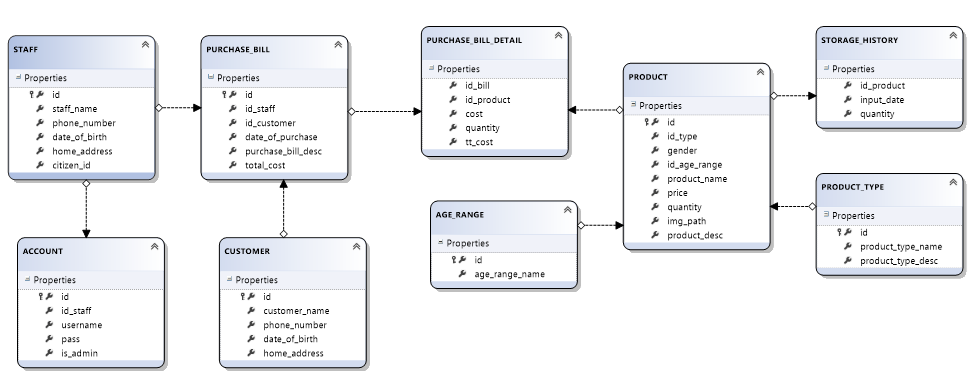 STAFF
Properties
id
staff_name
phone_number
date_of_birth
home_address
citizen_id
PURCHASE_BILL
Properties
id
id_staff
id_customer
date_of_purchase
purchase_bill_desc
total_cost
PURCHASE_BILL_DETAIL
Properties
id_bill
id_product
cost
quantity
tt_cost
PRODUCT
Properties
id
id_type
gender
id_age_range
product_name
price
quantity
img_path
product_desc
STORAGE_HISTORY
Properties
id_product
input_date
quantity
ACCOUNT
Properties
id
id_staff
username
pass
is_admin
CUSTOMER
Properties
id
customer_name
phone_number
date_of_birth
home_address
AGE_RANGE
Properties
id
age_range_name
PRODUCT_TYPE
Properties
id
product_type_name
product_type_desc